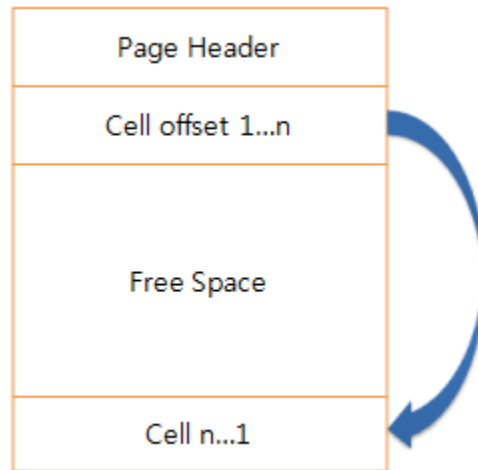 Page Header
Cell offset 1...n
Free Space
Cell n...1